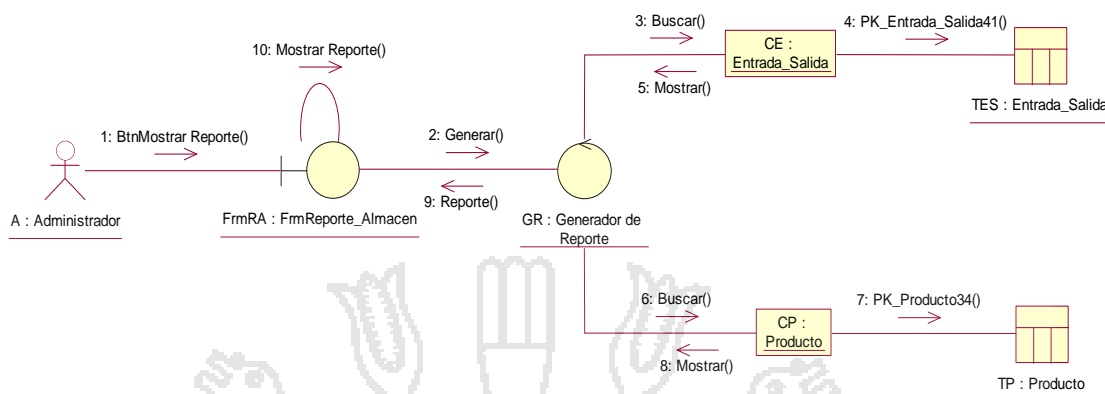 3: Buscar()
4: PK_Entrada_Salida41()
CE :
Entrada_Salida
10: Mostrar Reporte()
5: Mostrar()
TES : Entrada_Salida
1: BtnMostrar Reporte()
2: Generar()
9: Reporte()
A : Administrador
FrmRA : FrmReporte_Almacen
GR : Generador de
Reporte
6: Buscar()
7: PK_Producto34()
CP :
Producto
8: Mostrar()
TP : Producto